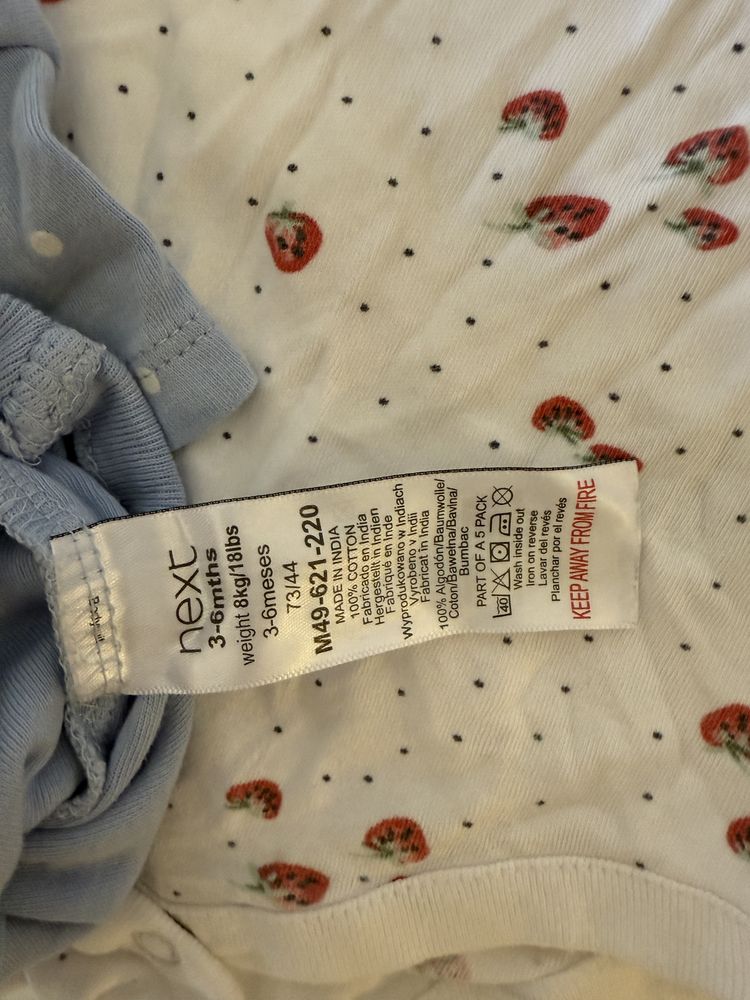 next
3-6mths
weight 8kg/18lbs
3-6meses
73/44
M49-621-220
MADE IN INDIA
100% COTTON
Fabricado en India
Hergestellt in Indien
Fabriqué en Inde
Wyprodukowano w Indiach
Vyrobeno v Indii
Fabricat în India
100% Algodón/Baumwolle/
Coton/Bawełna/Bavlna/
Bumbac
PART OF A 5 PACK
40
Wash inside out
Iron on reverse
Lavar del revés
Planchar por el revés
KEEP AWAY FROM FIRE